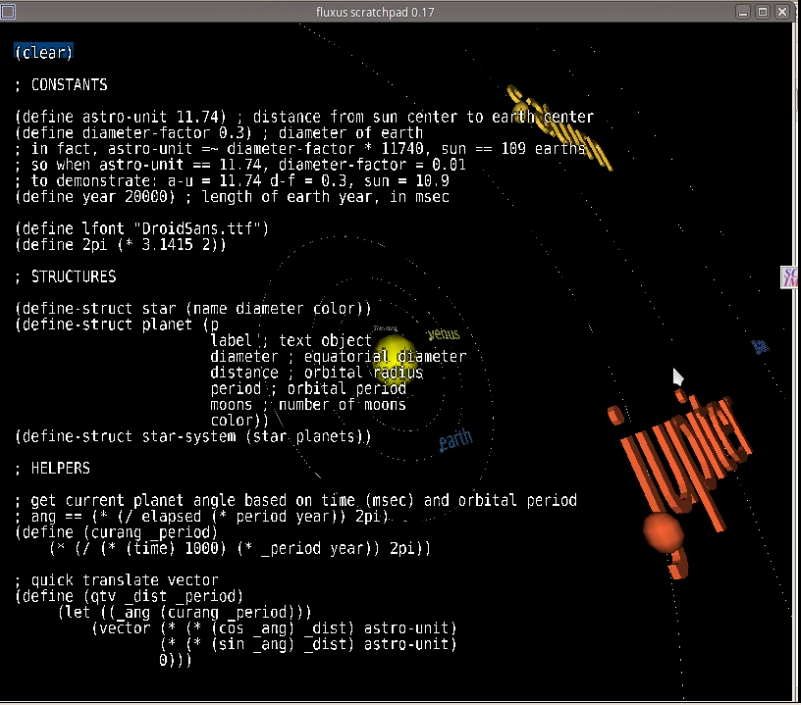 fluxus scratchpad 0.17
(clear)
; CONSTANTS
(define astro-unit 11.74) ; distance from sun center to earth center
(define diameter-factor 0.3) ; diameter of earth
; in fact, astro-unit =~ diameter-factor * 11740, sun == 109 earths
; so when astro-unit == 11.74, diameter-factor = 0.01
; to demonstrate: a-u = 11.74 d-f = 0.3, sun = 10.9
(define year 20000) ; length of earth year, in msec
(define lfont "DroidSans.ttf")
(define 2pi (* 3.1415 2))
; STRUCTURES
(define-struct star (name diameter color))
(define-struct planet (p
label ; text object
diameter ; equatorial diameter
distance ; orbital radius
period ; orbital period
moons ; number of moons
color))
(define-struct star-system (star planets))
; HELPERS
; get current planet angle based on time (msec) and orbital period
; ang == (* (/ elapsed (* period year)) 2pi)
(define (curang _period)
(* (/ (* (time) 1000) (* _period year)) 2pi))
; quick translate vector
(define (qtv _dist _period)
(let ((_ang (curang _period)))
(vector (* (* (cos _ang) _dist) astro-unit)
(* (* (sin _ang) _dist) astro-unit)
0)))
venus
earth
jupiter